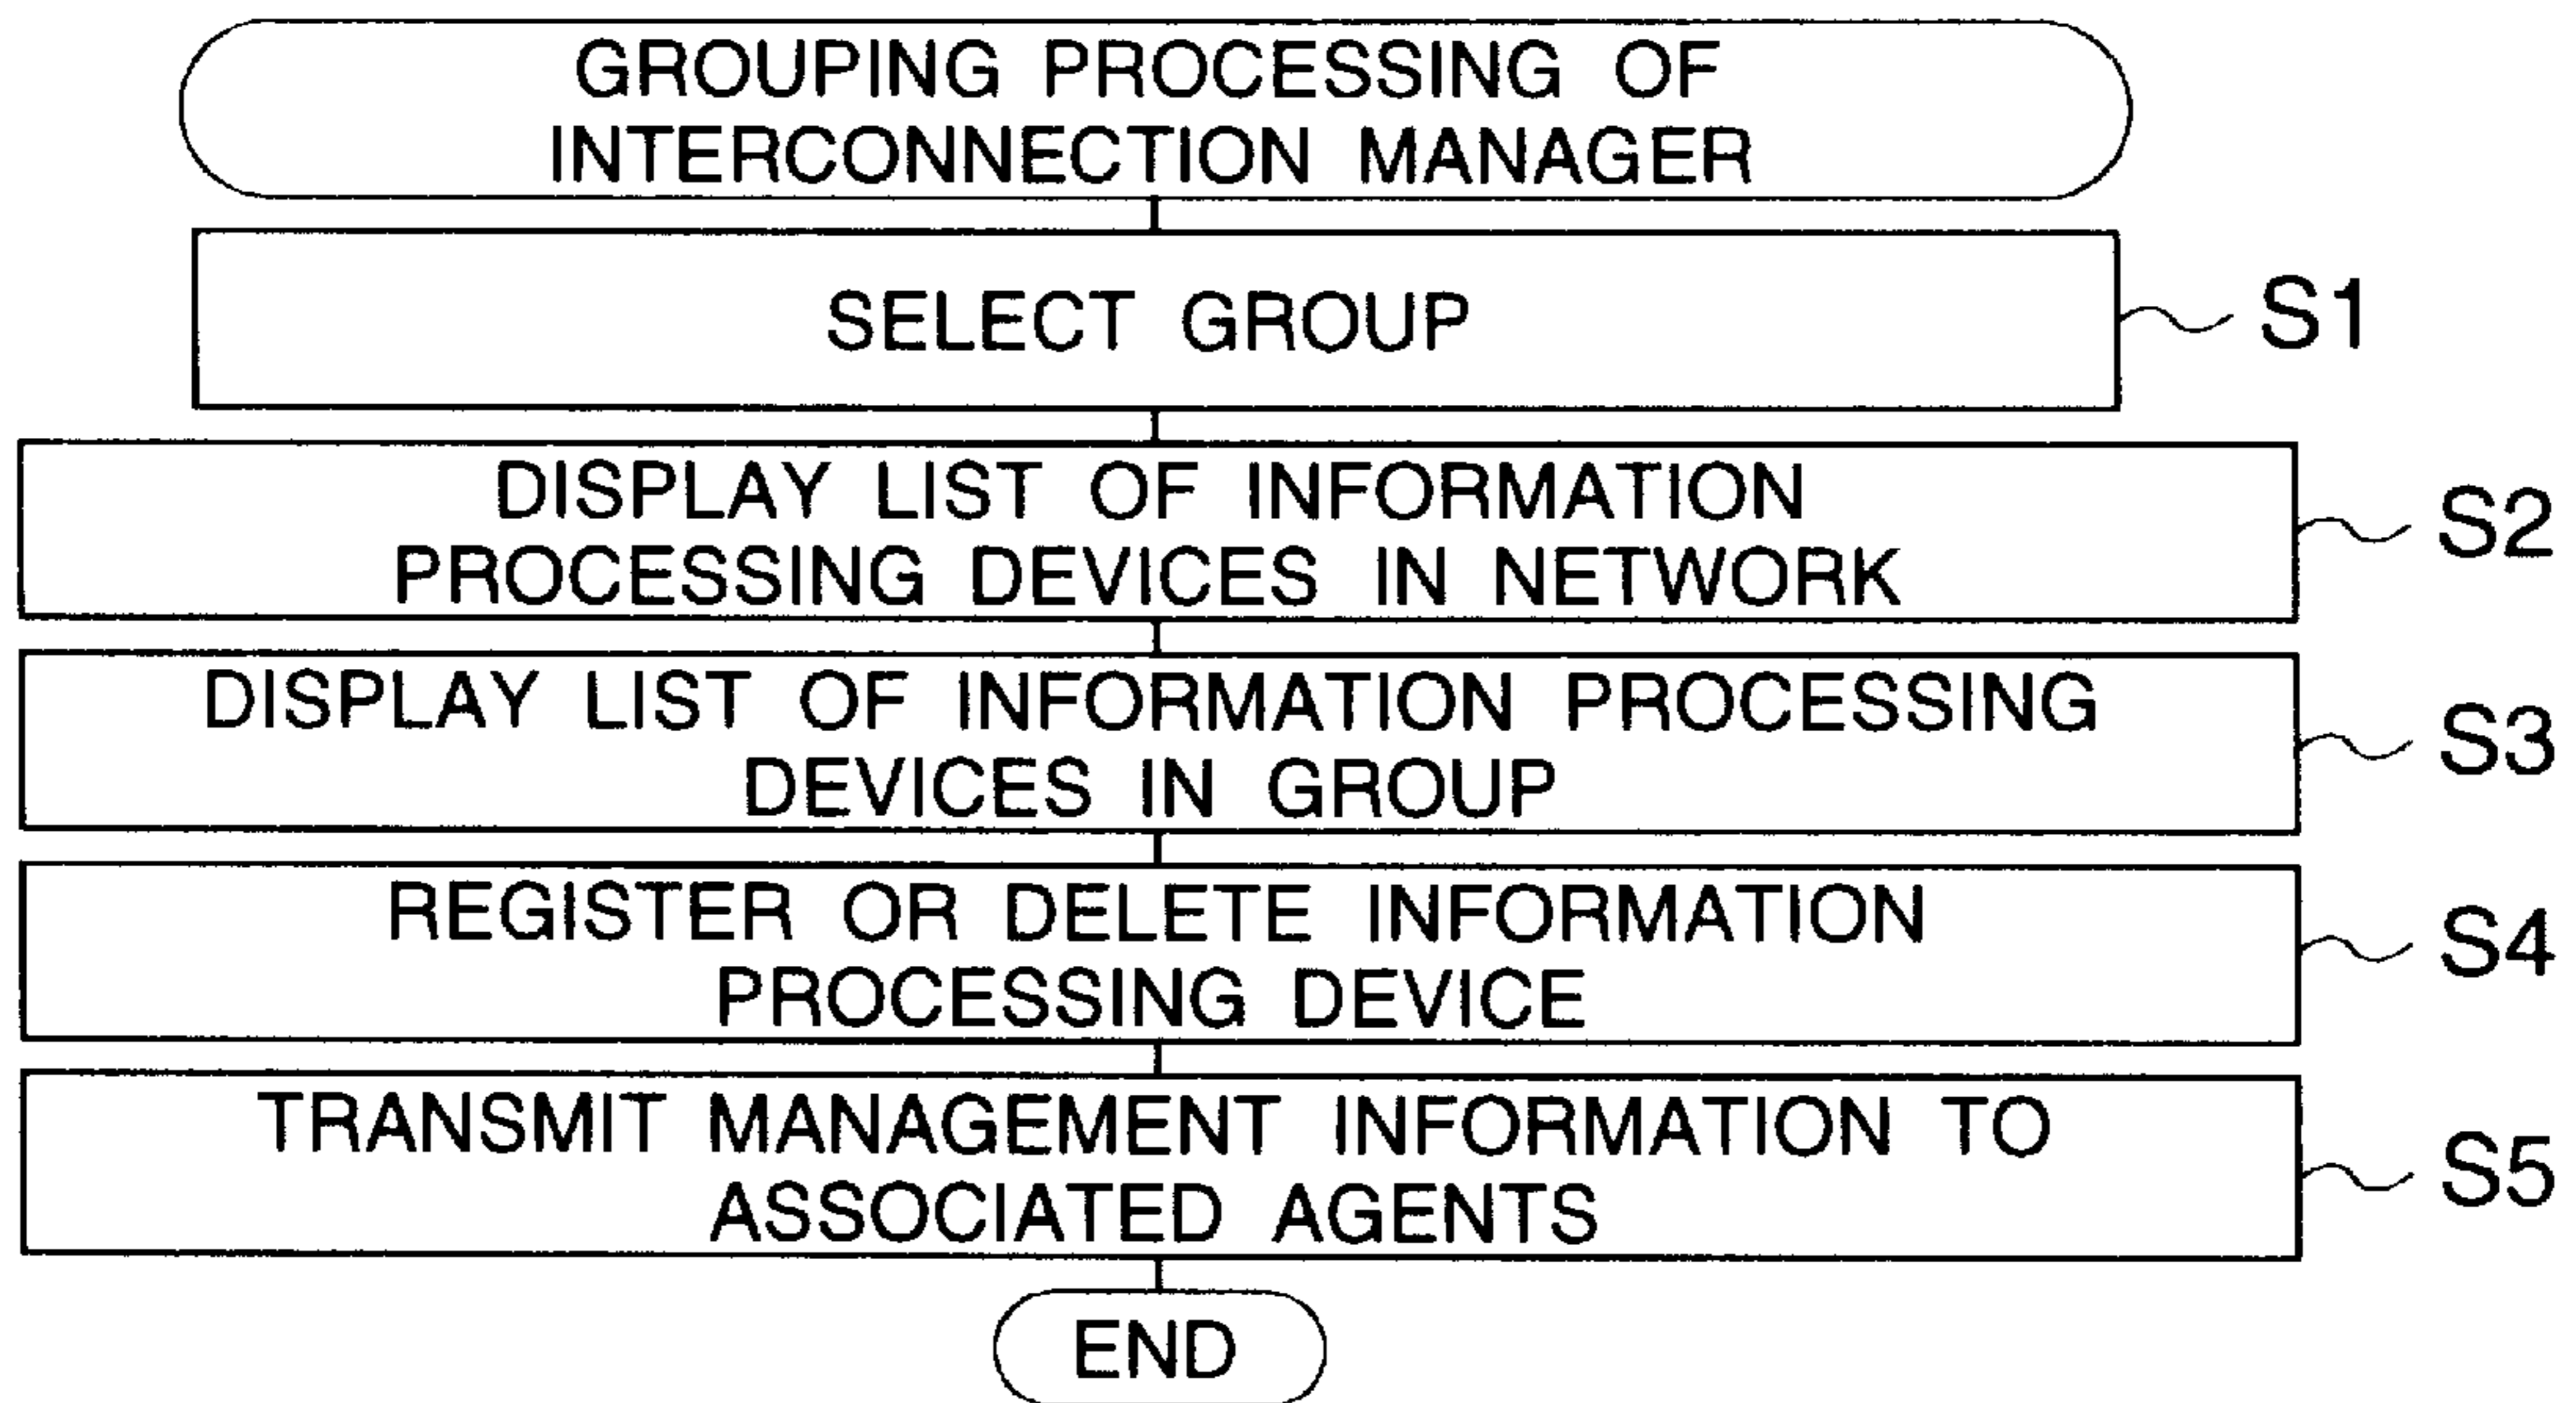 GROUPING PROCESSING OF
INTERCONNECTION MANAGER
SELECT GROUP
S1
DISPLAY LIST OF INFORMATION
PROCESSING DEVICES IN NETWORK
S2
DISPLAY LIST OF INFORMATION PROCESSING
DEVICES IN GROUP
S3
REGISTER OR DELETE INFORMATION
PROCESSING DEVICE
S4
TRANSMIT MANAGEMENT INFORMATION TO
ASSOCIATED AGENTS
S5
END